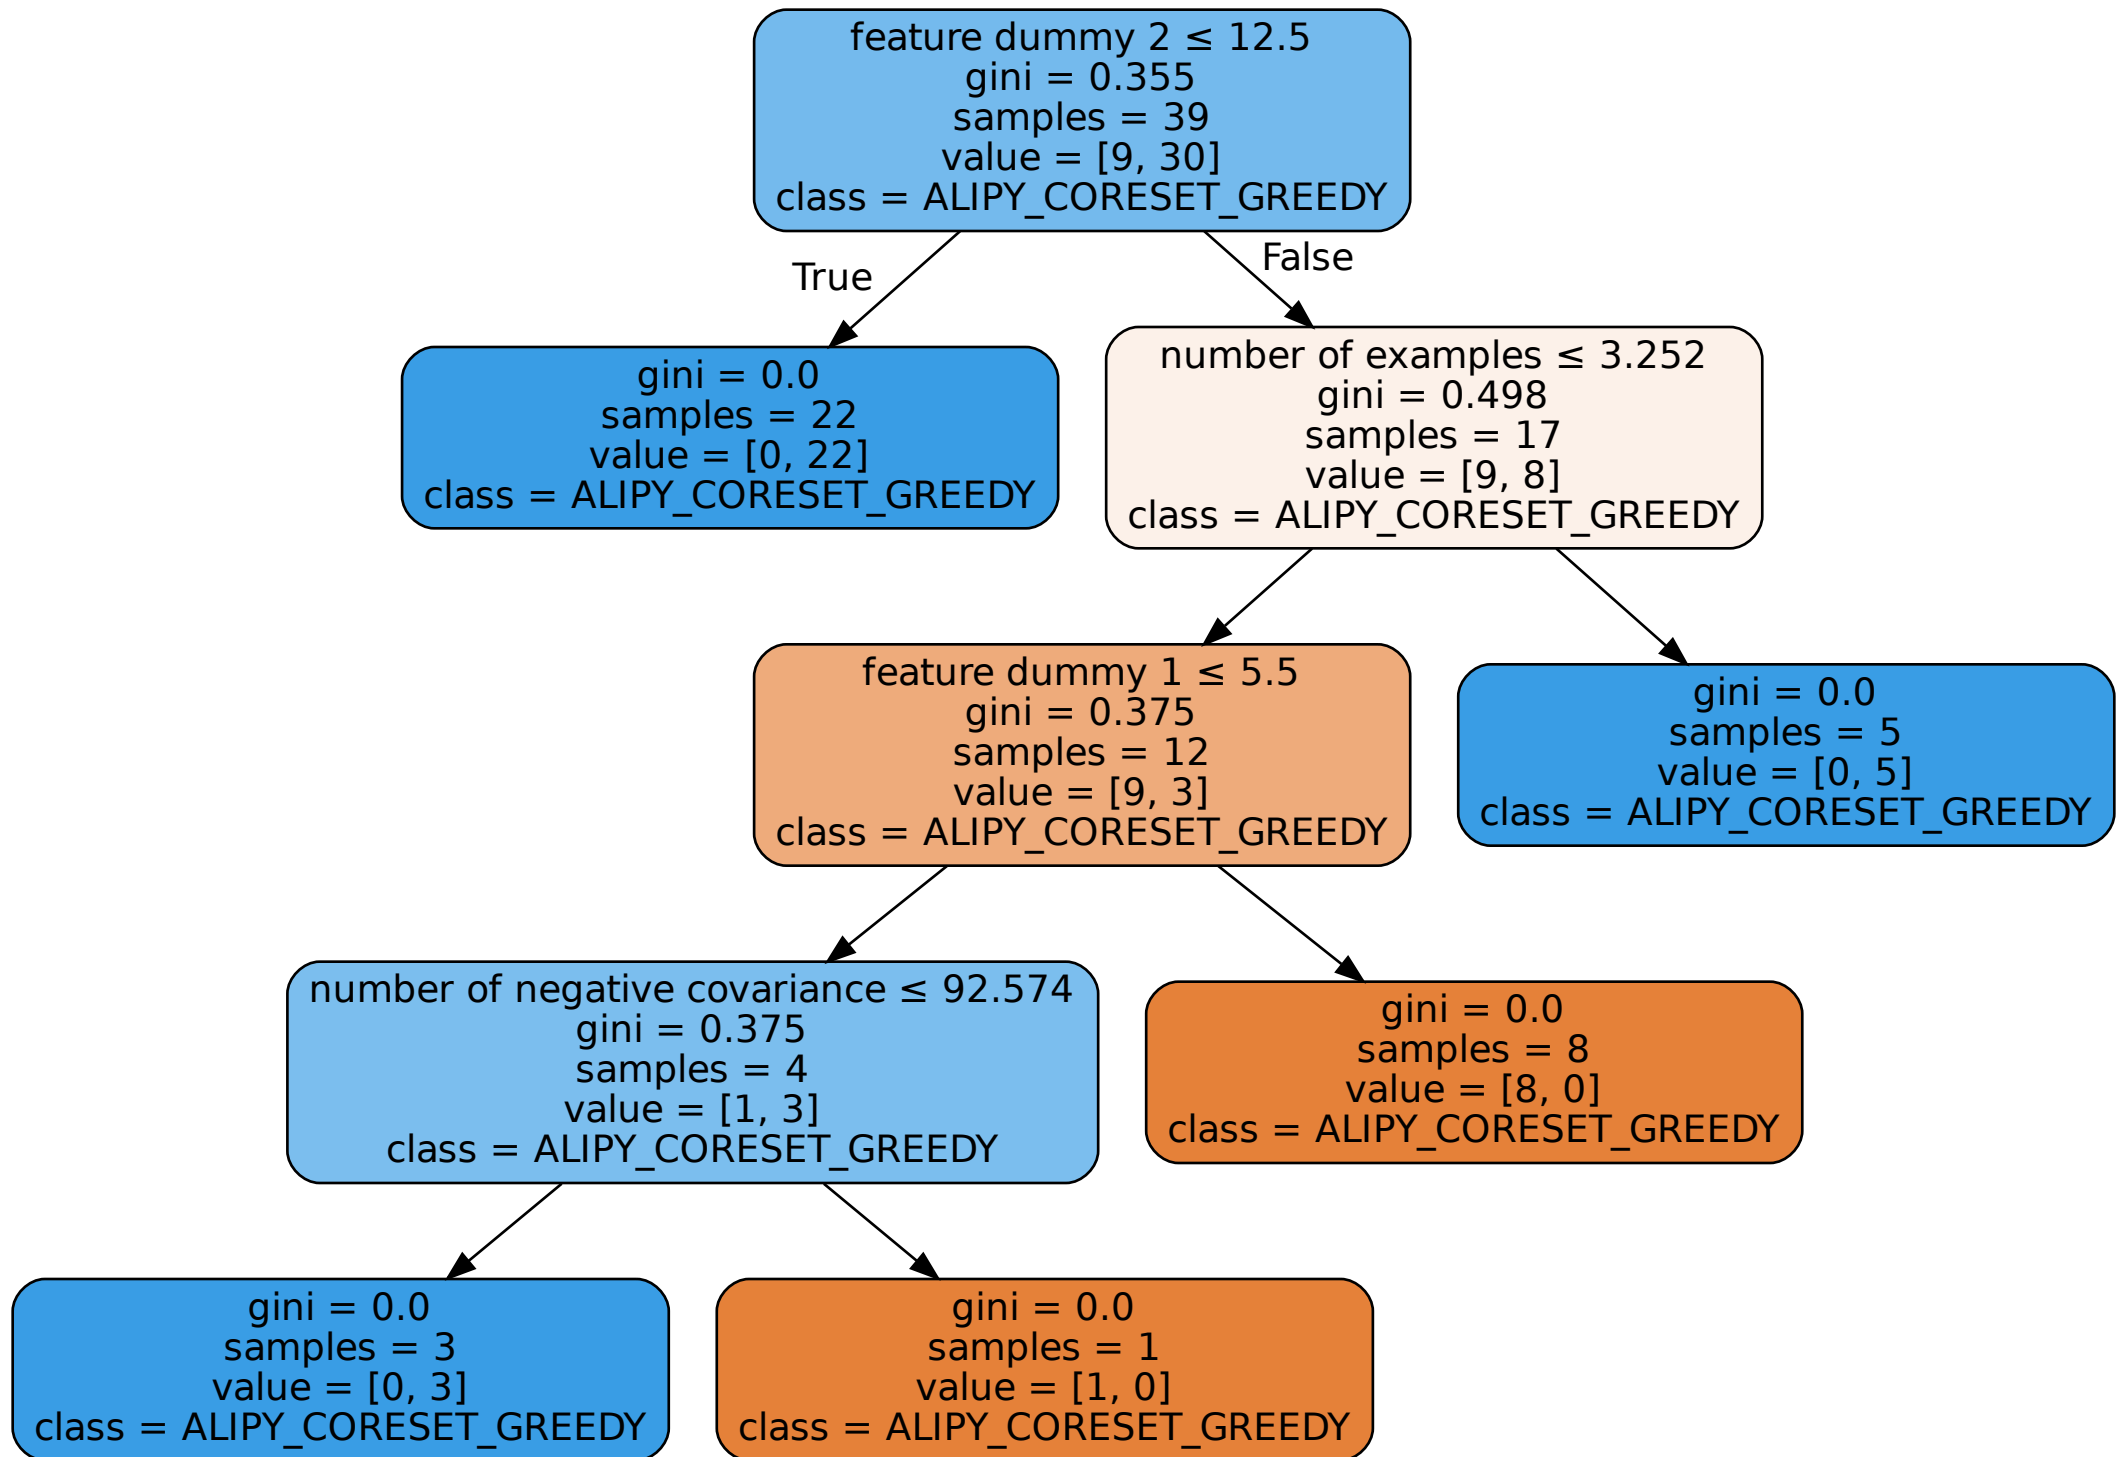 feature dummy 2 ≤ 12.5
gini = 0.355
samples = 39
value = [9, 30]
class = ALIPY_CORESET_GREEDY
True
False
gini = 0.0
samples = 22
value = [0, 22]
class = ALIPY_CORESET_GREEDY
number of examples ≤ 3.252
gini = 0.498
samples = 17
value = [9, 8]
class = ALIPY_CORESET_GREEDY
feature dummy 1 ≤ 5.5
gini = 0.375
samples = 12
value = [9, 3]
class = ALIPY_CORESET_GREEDY
gini = 0.0
samples = 5
value = [0, 5]
class = ALIPY_CORESET_GREEDY
number of negative covariance ≤ 92.574
gini = 0.375
samples = 4
value = [1, 3]
class = ALIPY_CORESET_GREEDY
gini = 0.0
samples = 8
value = [8, 0]
class = ALIPY_CORESET_GREEDY
gini = 0.0
samples = 3
value = [0, 3]
class = ALIPY_CORESET_GREEDY
gini = 0.0
samples = 1
value = [1, 0]
class = ALIPY_CORESET_GREEDY